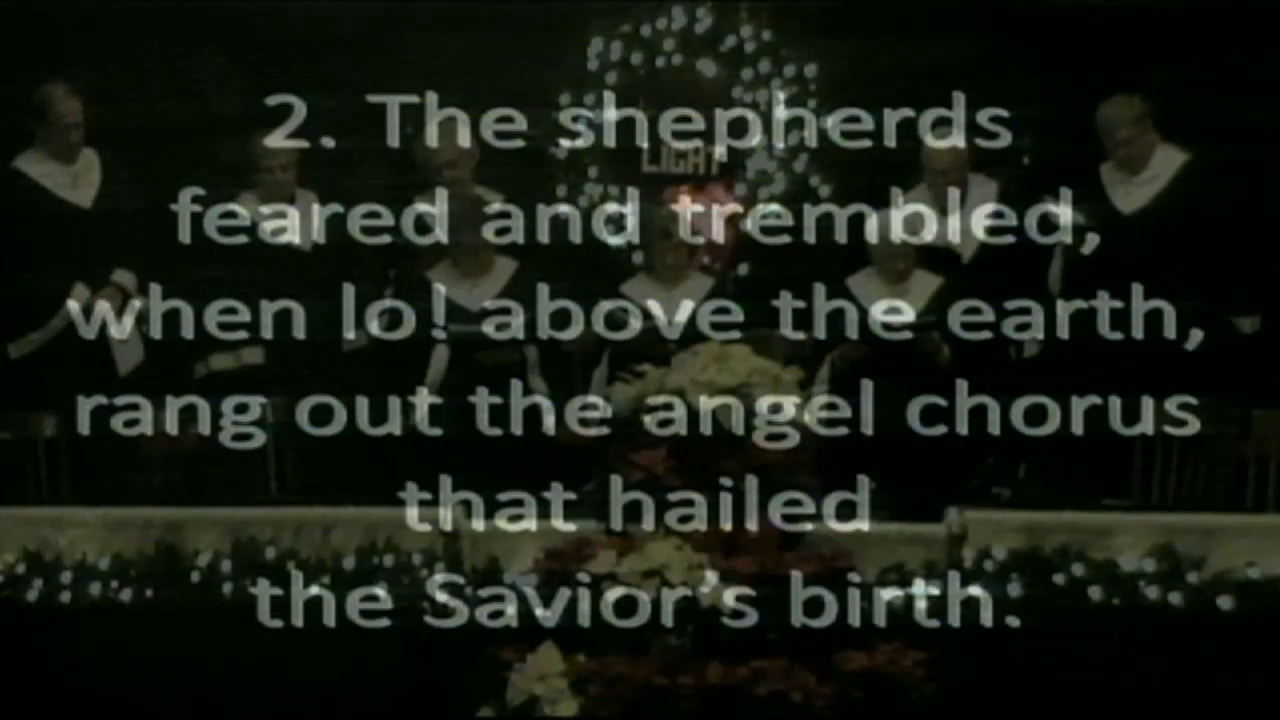 LIGHT
2. The shepherds
feared and trembled,
when lo! above the earth,
rang out the angel chorus
that hailed
the Savior's birth.